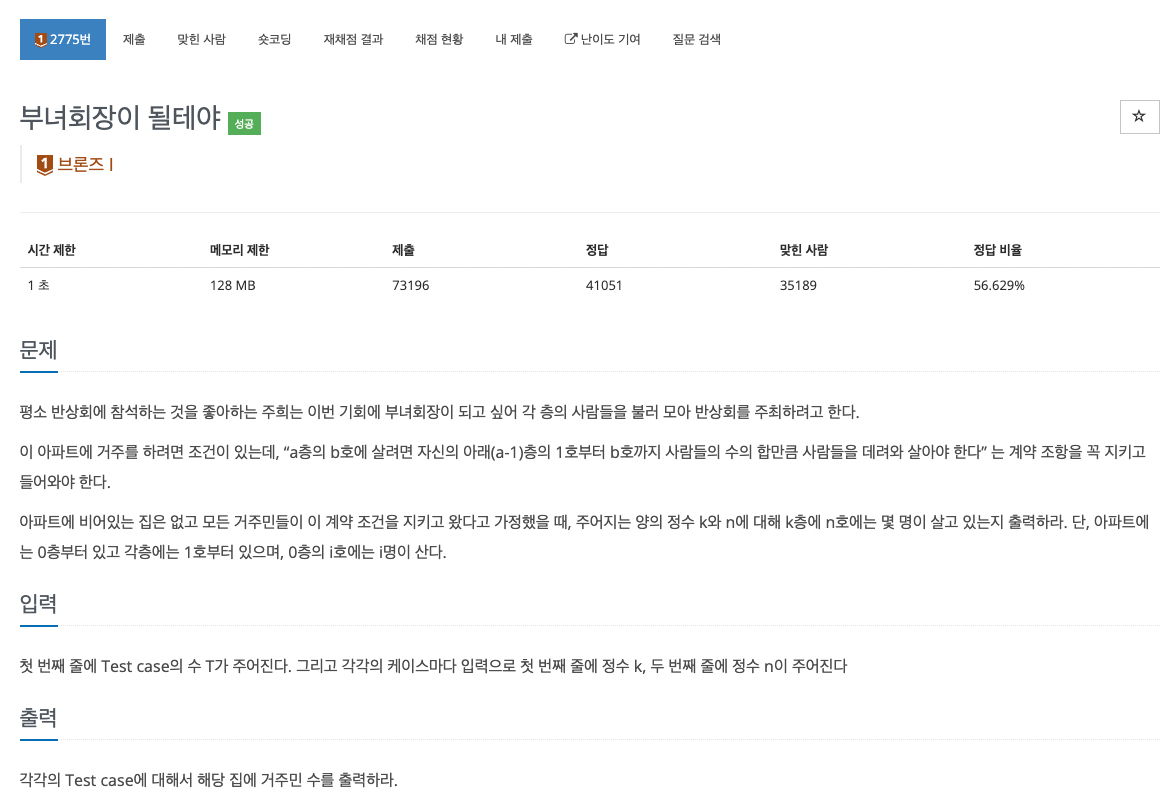 1 2775번 제출 맞힌 사람 숏코딩 재채점 결과 채점 현황 내 제출 난이도 기여 질문 검색
부녀회장이 될테야 성공
1 브론즈 I
시간 제한 메모리 제한 제출 정답 맞힌 사람 정답 비율
1 초 128 MB 73196 41051 35189 56.629%
문제
평소 반상회에 참석하는 것을 좋아하는 주희는 이번 기회에 부녀회장이 되고 싶어 각 층의 사람들을 불러 모아 반상회를 주최하려고 한다.
이 아파트에 거주를 하려면 조건이 있는데, “a층의 b호에 살려면 자신의 아래(a-1)층의 1호부터 b호까지 사람들의 수의 합만큼 사람들을 데려와 살아야 한다” 는 계약 조항을 꼭 지키고
들어와야 한다.
아파트에 비어있는 집은 없고 모든 거주민들이 이 계약 조건을 지키고 왔다고 가정했을 때, 주어지는 양의 정수 k와 n에 대해 k층에 n호에는 몇 명이 살고 있는지 출력하라. 단, 아파트에
는 0층부터 있고 각층에는 1호부터 있으며, 0층의 i호에는 i명이 산다.
입력
첫 번째 줄에 Test case의 수 T가 주어진다. 그리고 각각의 케이스마다 입력으로 첫 번째 줄에 정수 k, 두 번째 줄에 정수 n이 주어진다
출력
각각의 Test case에 대해서 해당 집에 거주민 수를 출력하라.